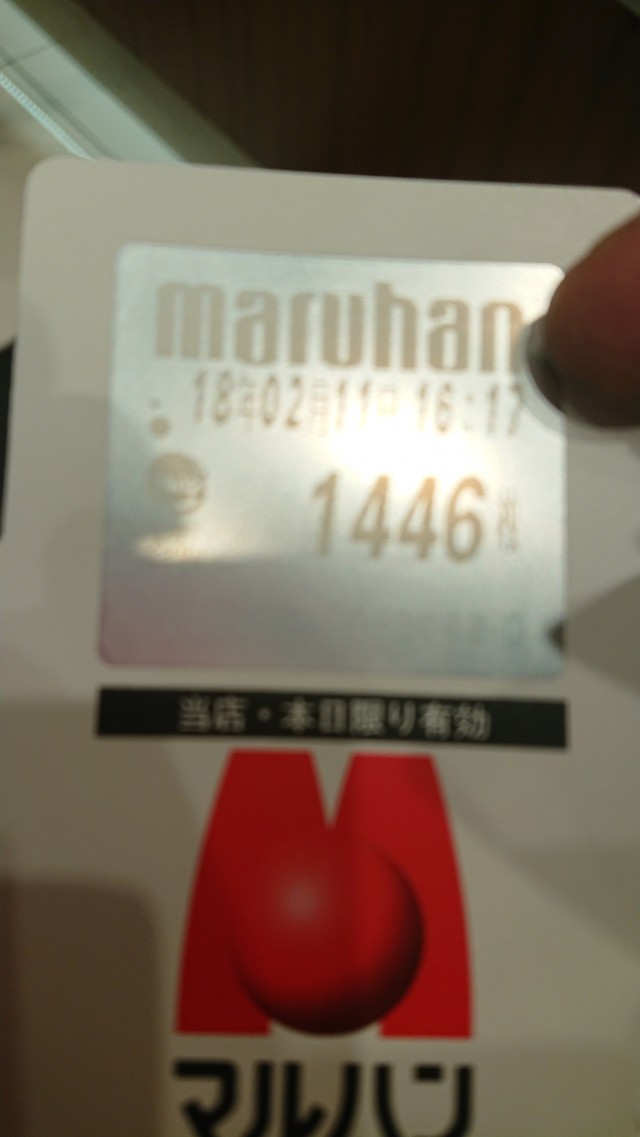 maruhan
18年02月11日 16:17
1446枚
当店・本日限り有効
マルハン